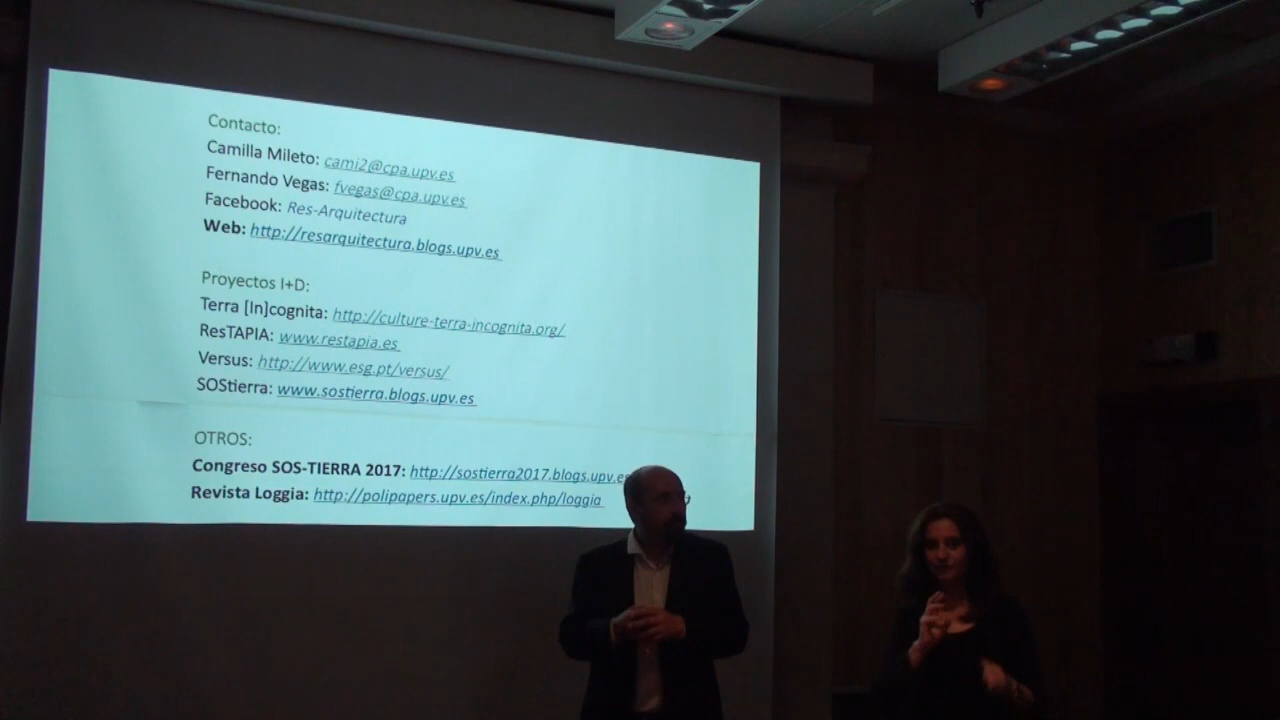 Contacto:
Camilla Mileto: cami2@cpa.upv.es
Fernando Vegas: fvegas@cpa.upv.es
Facebook: Res-Arquitectura
Web: http://resarquitectura.blogs.upv.es
Proyectos I+D:
Terra [In]cognita: http://culture-terra-incognita.org/
ResTAPIA: www.restapia.es
Versus: http://www.esg.pt/versus/
SOStierra: www.sostierra.blogs.upv.es
OTROS:
Congreso SOS-TIERRA 2017: http://sostierra2017.blogs.upv.es
Revista Loggia: http://polipapers.upv.es/index.php/loggia